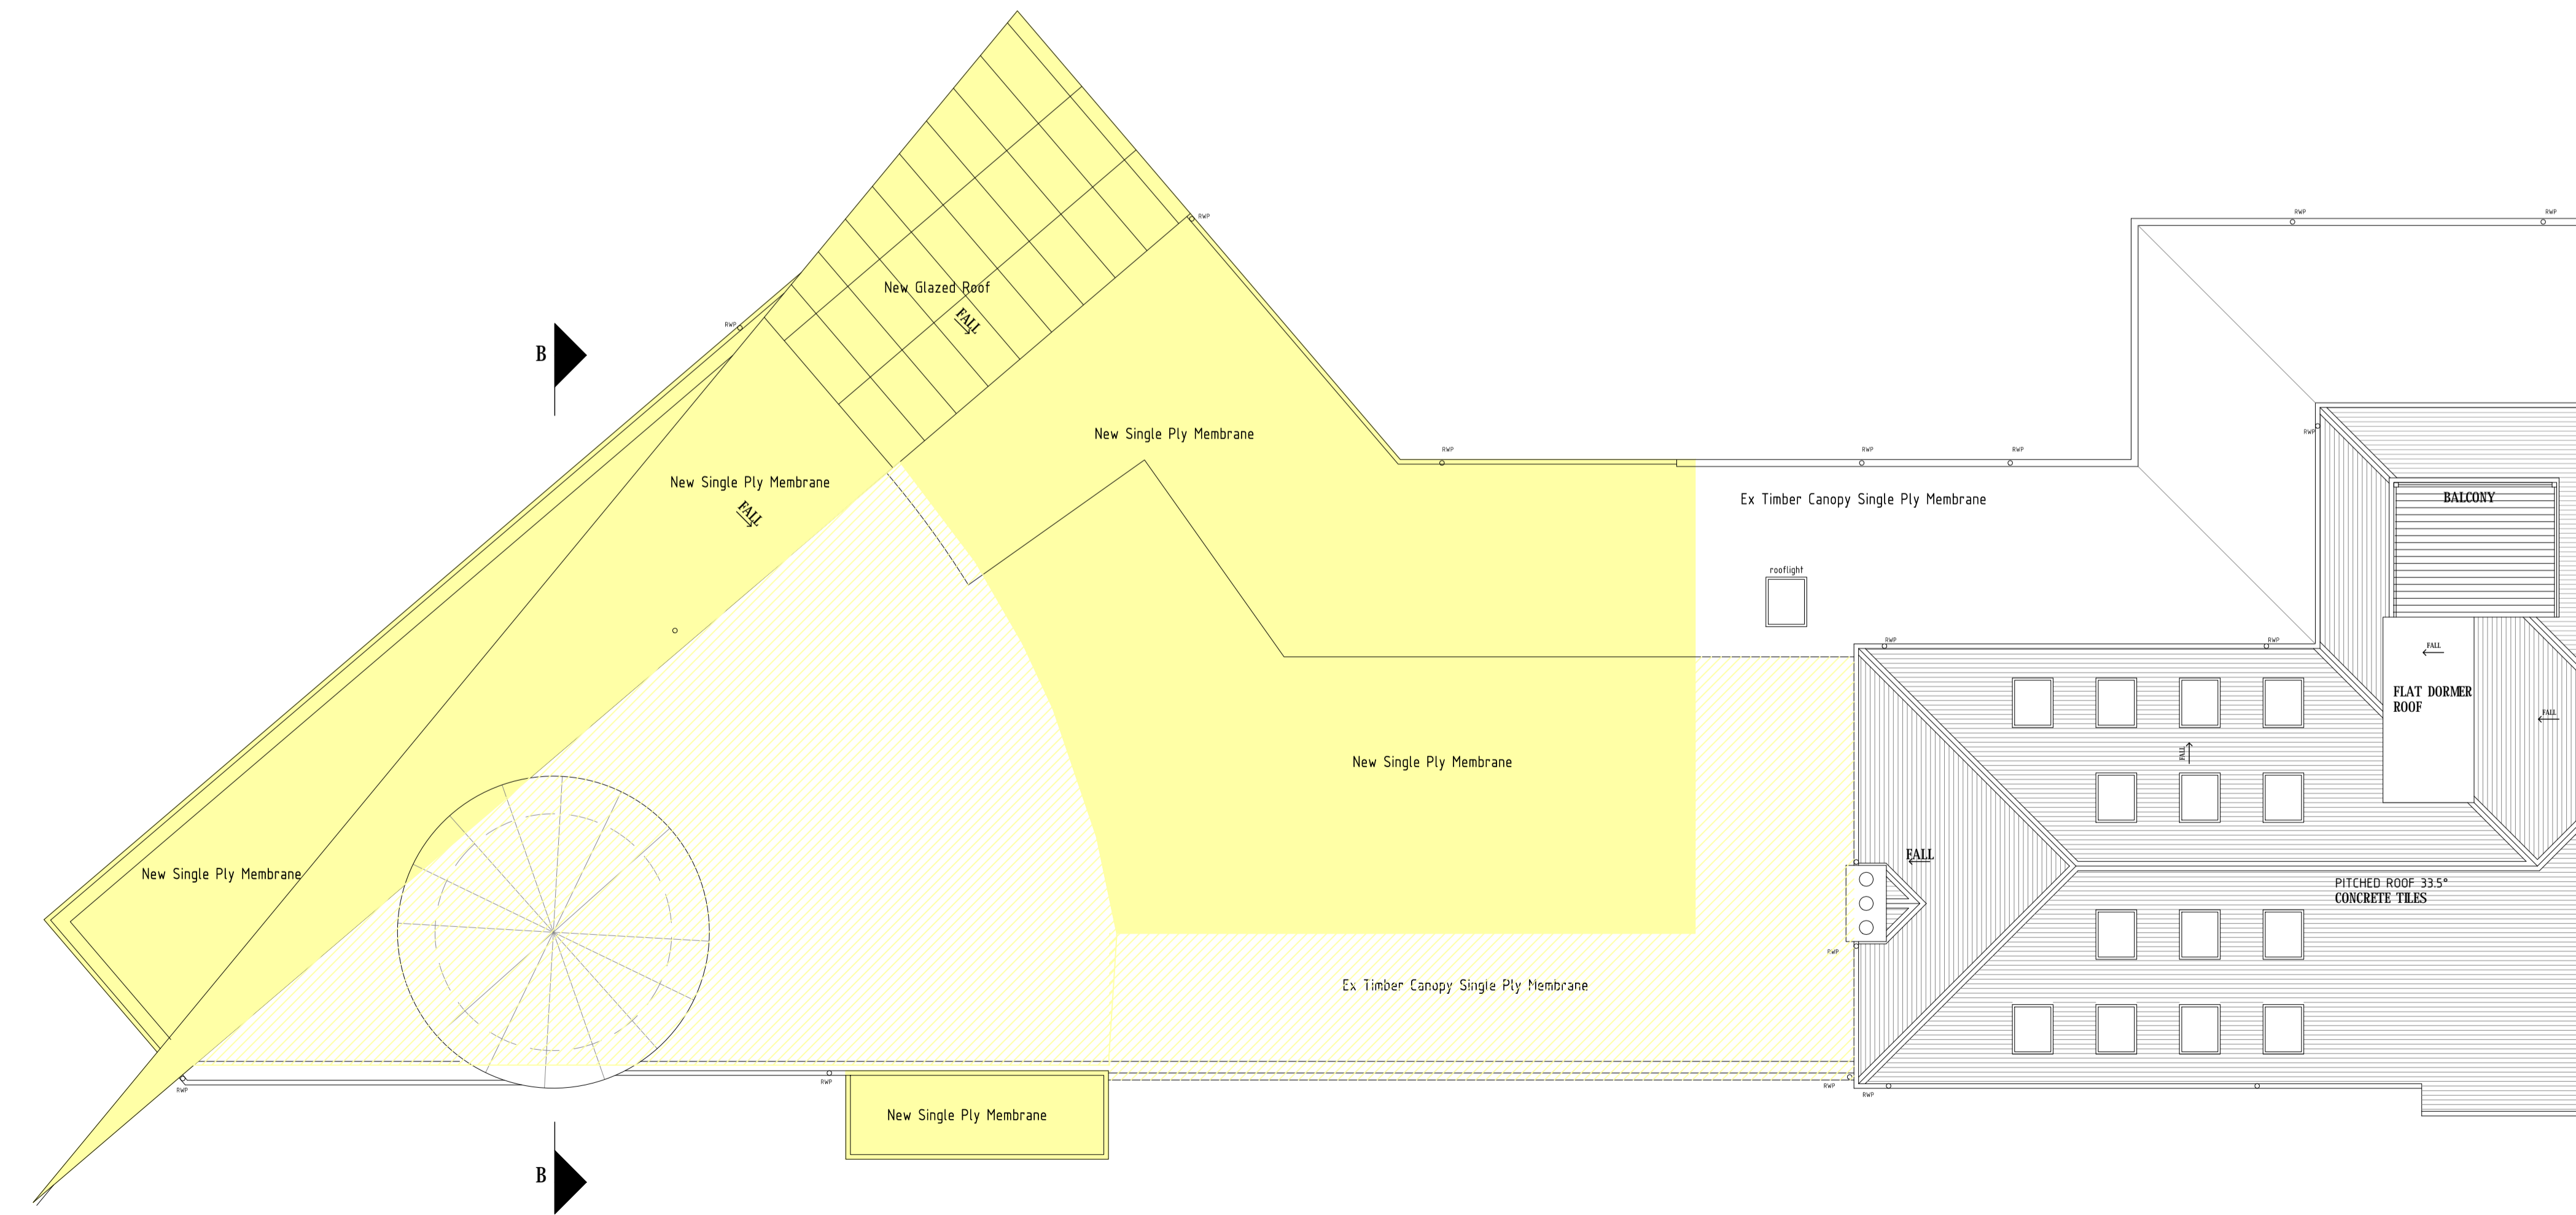 RWP
RWP
RWP
New Glazed Roof
FALL
RWP
B
RWP
New Single Ply Membrane
RWP
RWP
RWP
New Single Ply Membrane
FALL
Ex Timber Canopy Single Ply Membrane
BALCONY
rooflight
RWP
RWP
FALL
FLAT DORMER
ROOF
FALL
FALL
New Single Ply Membrane
New Single Ply Membrane
FALL
PITCHED ROOF 33.5°
CONCRETE TILES
RWP
Ex Timber Canopy Single Ply Membrane
RWP
RWP
RWP
RWP
New Single Ply Membrane
B